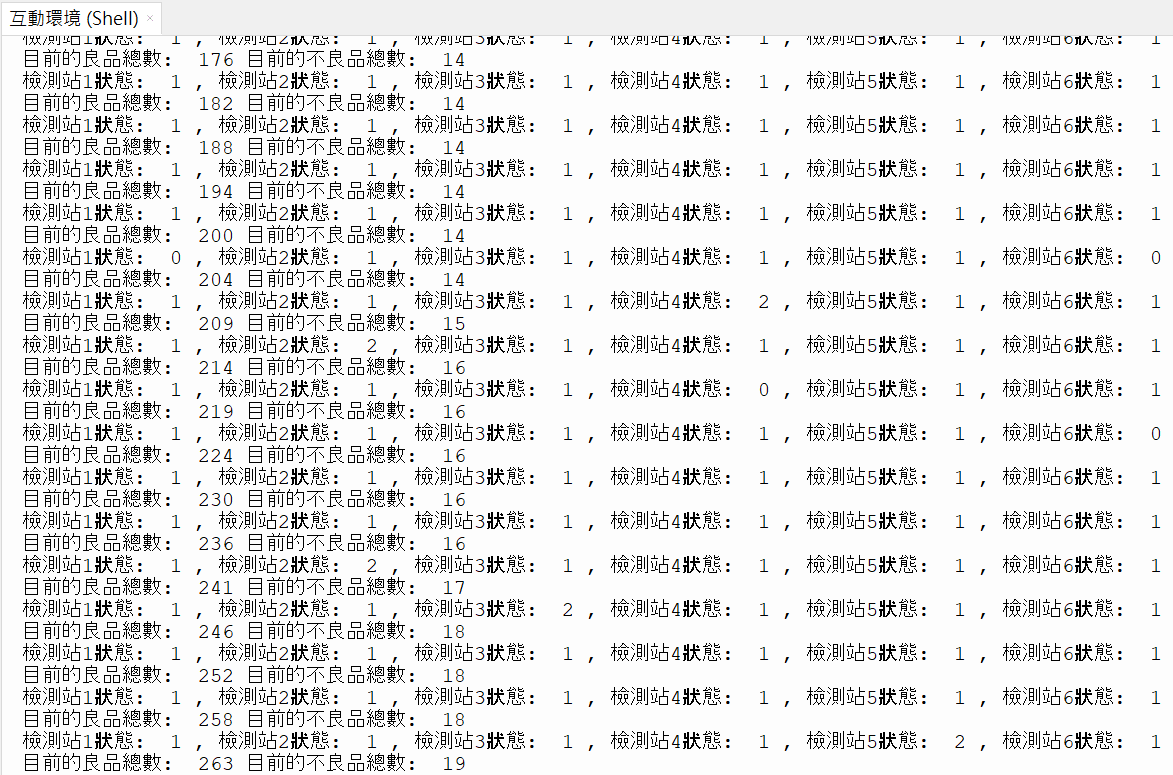 互動環境 (Shell) ×
檢測站1狀態： 1 , 檢測站2狀態： 1 , 檢測站3狀態： 1 , 檢測站4狀態： 1 , 檢測站5狀態： 1 , 檢測站6狀態： 1
目前的良品總數： 176 目前的不良品總數： 14
檢測站1狀態： 1 , 檢測站2狀態： 1 , 檢測站3狀態： 1 , 檢測站4狀態： 1 , 檢測站5狀態： 1 , 檢測站6狀態： 1
目前的良品總數： 182 目前的不良品總數： 14
檢測站1狀態： 1 , 檢測站2狀態： 1 , 檢測站3狀態： 1 , 檢測站4狀態： 1 , 檢測站5狀態： 1 , 檢測站6狀態： 1
目前的良品總數： 188 目前的不良品總數： 14
檢測站1狀態： 1 , 檢測站2狀態： 1 , 檢測站3狀態： 1 , 檢測站4狀態： 1 , 檢測站5狀態： 1 , 檢測站6狀態： 1
目前的良品總數： 194 目前的不良品總數： 14
檢測站1狀態： 1 , 檢測站2狀態： 1 , 檢測站3狀態： 1 , 檢測站4狀態： 1 , 檢測站5狀態： 1 , 檢測站6狀態： 1
目前的良品總數： 200 目前的不良品總數： 14
檢測站1狀態： 0 , 檢測站2狀態： 1 , 檢測站3狀態： 1 , 檢測站4狀態： 1 , 檢測站5狀態： 1 , 檢測站6狀態： 0
目前的良品總數： 204 目前的不良品總數： 14
檢測站1狀態： 1 , 檢測站2狀態： 1 , 檢測站3狀態： 1 , 檢測站4狀態： 2 , 檢測站5狀態： 1 , 檢測站6狀態： 1
目前的良品總數： 209 目前的不良品總數： 15
檢測站1狀態： 1 , 檢測站2狀態： 2 , 檢測站3狀態： 1 , 檢測站4狀態： 1 , 檢測站5狀態： 1 , 檢測站6狀態： 1
目前的良品總數： 214 目前的不良品總數： 16
檢測站1狀態： 1 , 檢測站2狀態： 1 , 檢測站3狀態： 1 , 檢測站4狀態： 0 , 檢測站5狀態： 1 , 檢測站6狀態： 1
目前的良品總數： 219 目前的不良品總數： 16
檢測站1狀態： 1 , 檢測站2狀態： 1 , 檢測站3狀態： 1 , 檢測站4狀態： 1 , 檢測站5狀態： 1 , 檢測站6狀態： 0
目前的良品總數： 224 目前的不良品總數： 16
檢測站1狀態： 1 , 檢測站2狀態： 1 , 檢測站3狀態： 1 , 檢測站4狀態： 1 , 檢測站5狀態： 1 , 檢測站6狀態： 1
目前的良品總數： 230 目前的不良品總數： 16
檢測站1狀態： 1 , 檢測站2狀態： 1 , 檢測站3狀態： 1 , 檢測站4狀態： 1 , 檢測站5狀態： 1 , 檢測站6狀態： 1
目前的良品總數： 236 目前的不良品總數： 16
檢測站1狀態： 1 , 檢測站2狀態： 2 , 檢測站3狀態： 1 , 檢測站4狀態： 1 , 檢測站5狀態： 1 , 檢測站6狀態： 1
目前的良品總數： 241 目前的不良品總數： 17
檢測站1狀態： 1 , 檢測站2狀態： 1 , 檢測站3狀態： 2 , 檢測站4狀態： 1 , 檢測站5狀態： 1 , 檢測站6狀態： 1
目前的良品總數： 246 目前的不良品總數： 18
檢測站1狀態： 1 , 檢測站2狀態： 1 , 檢測站3狀態： 1 , 檢測站4狀態： 1 , 檢測站5狀態： 1 , 檢測站6狀態： 1
目前的良品總數： 252 目前的不良品總數： 18
檢測站1狀態： 1 , 檢測站2狀態： 1 , 檢測站3狀態： 1 , 檢測站4狀態： 1 , 檢測站5狀態： 1 , 檢測站6狀態： 1
目前的良品總數： 258 目前的不良品總數： 18
檢測站1狀態： 1 , 檢測站2狀態： 1 , 檢測站3狀態： 1 , 檢測站4狀態： 1 , 檢測站5狀態： 2 , 檢測站6狀態： 1
目前的良品總數： 263 目前的不良品總數： 19